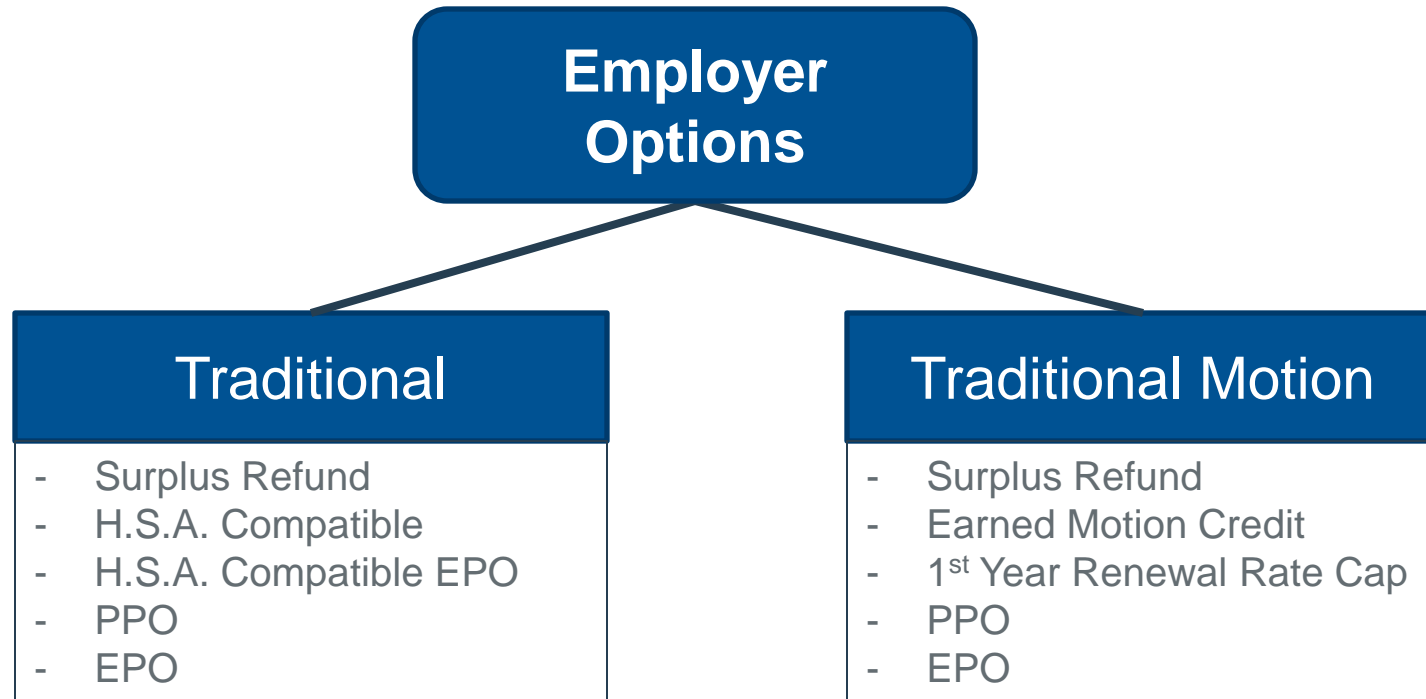 Employer
Options
Traditional
- Surplus Refund
- H.S.A. Compatible
- H.S.A. Compatible EPO
- PPO
- EPO
Traditional Motion
- Surplus Refund
- Earned Motion Credit
- 1st Year Renewal Rate Cap
- PPO
- EPO